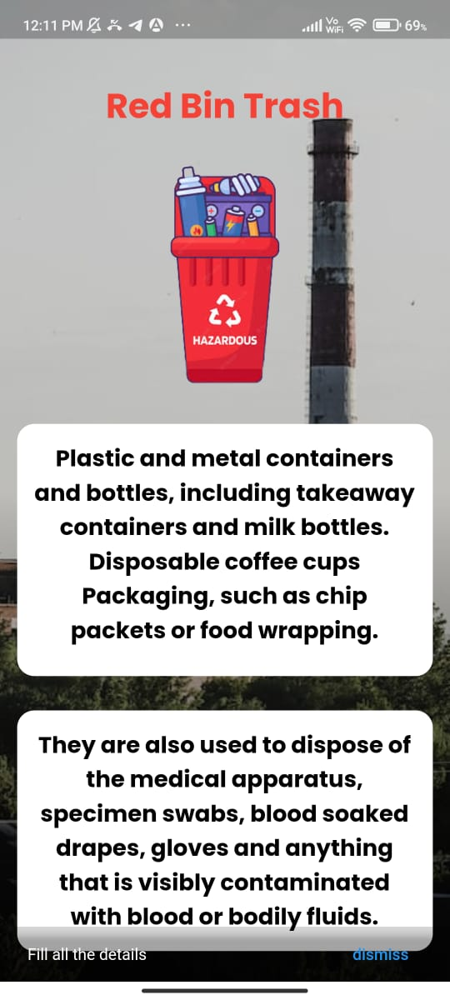 12:11 PM
Vo
WiFi
69%
Red Bin Trash
HAZARDOUS
Plastic and metal containers
and bottles, including takeaway
containers and milk bottles.
Disposable coffee cups
Packaging, such as chip
packets or food wrapping.
They are also used to dispose of
the medical apparatus,
specimen swabs, blood soaked
drapes, gloves and anything
that is visibly contaminated
with blood or bodily fluids.
Fill all the details dismiss